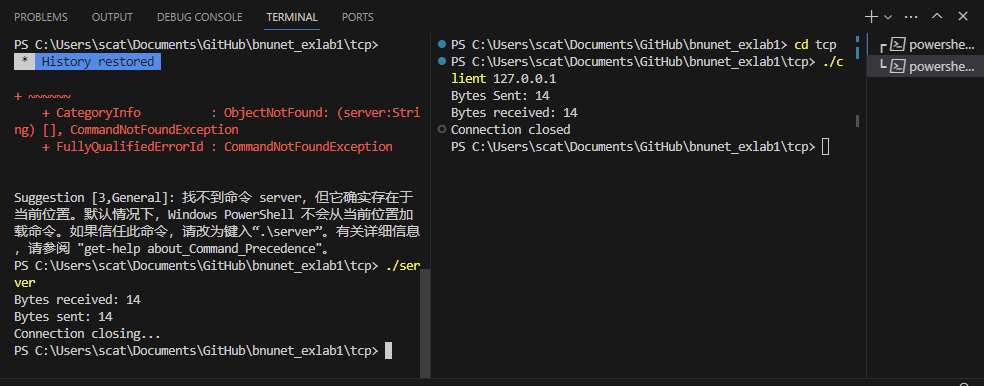 PROBLEMS OUTPUT DEBUG CONSOLE TERMINAL PORTS
PS C:\Users\scat\Documents\GitHub\bnunet_exlab1\tcp>
* History restored
+ ~~~~~~
+ CategoryInfo : ObjectNotFound: (server:Stri
ng) [], CommandNotFoundException
+ FullyQualifiedErrorId : CommandNotFoundException
Suggestion [3,General]: 找不到命令 server，但它确实存在于
当前位置。默认情况下，Windows PowerShell 不会从当前位置加
载命令。如果信任此命令，请改为键入“.\server”。有关详细信息
，请参阅 "get-help about_Command_Precedence"。
PS C:\Users\scat\Documents\GitHub\bnunet_exlab1\tcp> ./ser
ver
Bytes received: 14
Bytes sent: 14
Connection closing...
PS C:\Users\scat\Documents\GitHub\bnunet_exlab1\tcp>
PS C:\Users\scat\Documents\GitHub\bnunet_exlab1> cd tcp
PS C:\Users\scat\Documents\GitHub\bnunet_exlab1\tcp> ./c
lient 127.0.0.1
Bytes Sent: 14
Bytes received: 14
Connection closed
PS C:\Users\scat\Documents\GitHub\bnunet_exlab1\tcp>
powershe...
powershe...